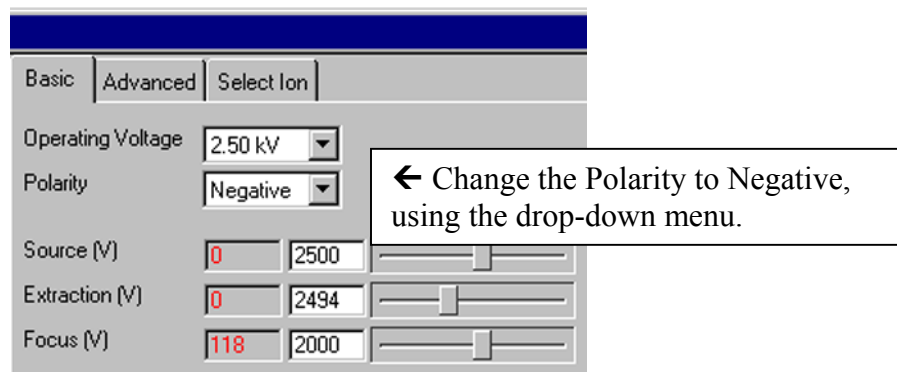 Basic Advanced Select Ion
Operating Voltage 2.50 kV
Polarity Negative
← Change the Polarity to Negative,
using the drop-down menu.
Source (V) 0 2500
Extraction (V) 0 2494
Focus (V) 118 2000